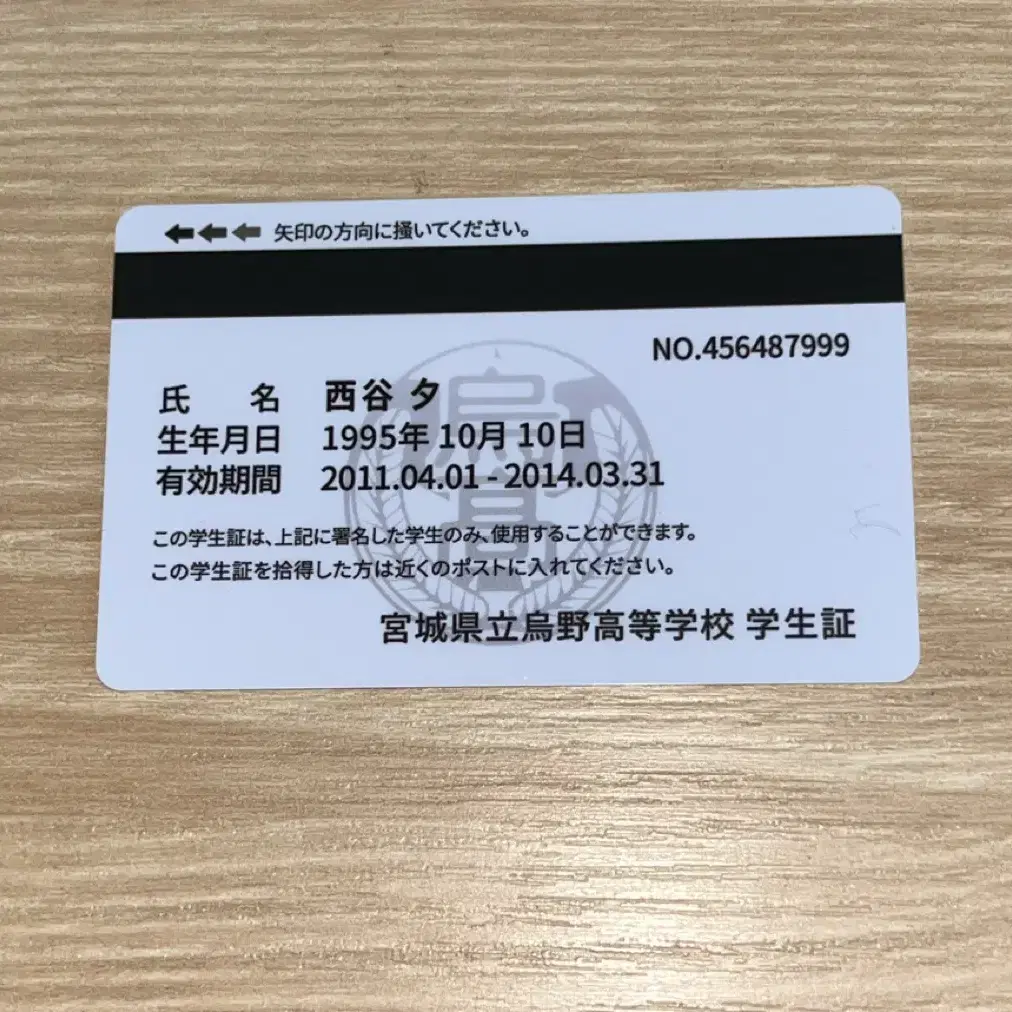 矢印の方向に掻いてください。
NO.456487999
氏 名 西谷 夕
生年月日 1995年 10月 10日
有効期間 2011.04.01 - 2014.03.31
この学生証は、上記に署名した学生のみ、使用することができます。
この学生証を拾得した方は近くのポストに入れてください。
宮城県立烏野高等学校 学生証